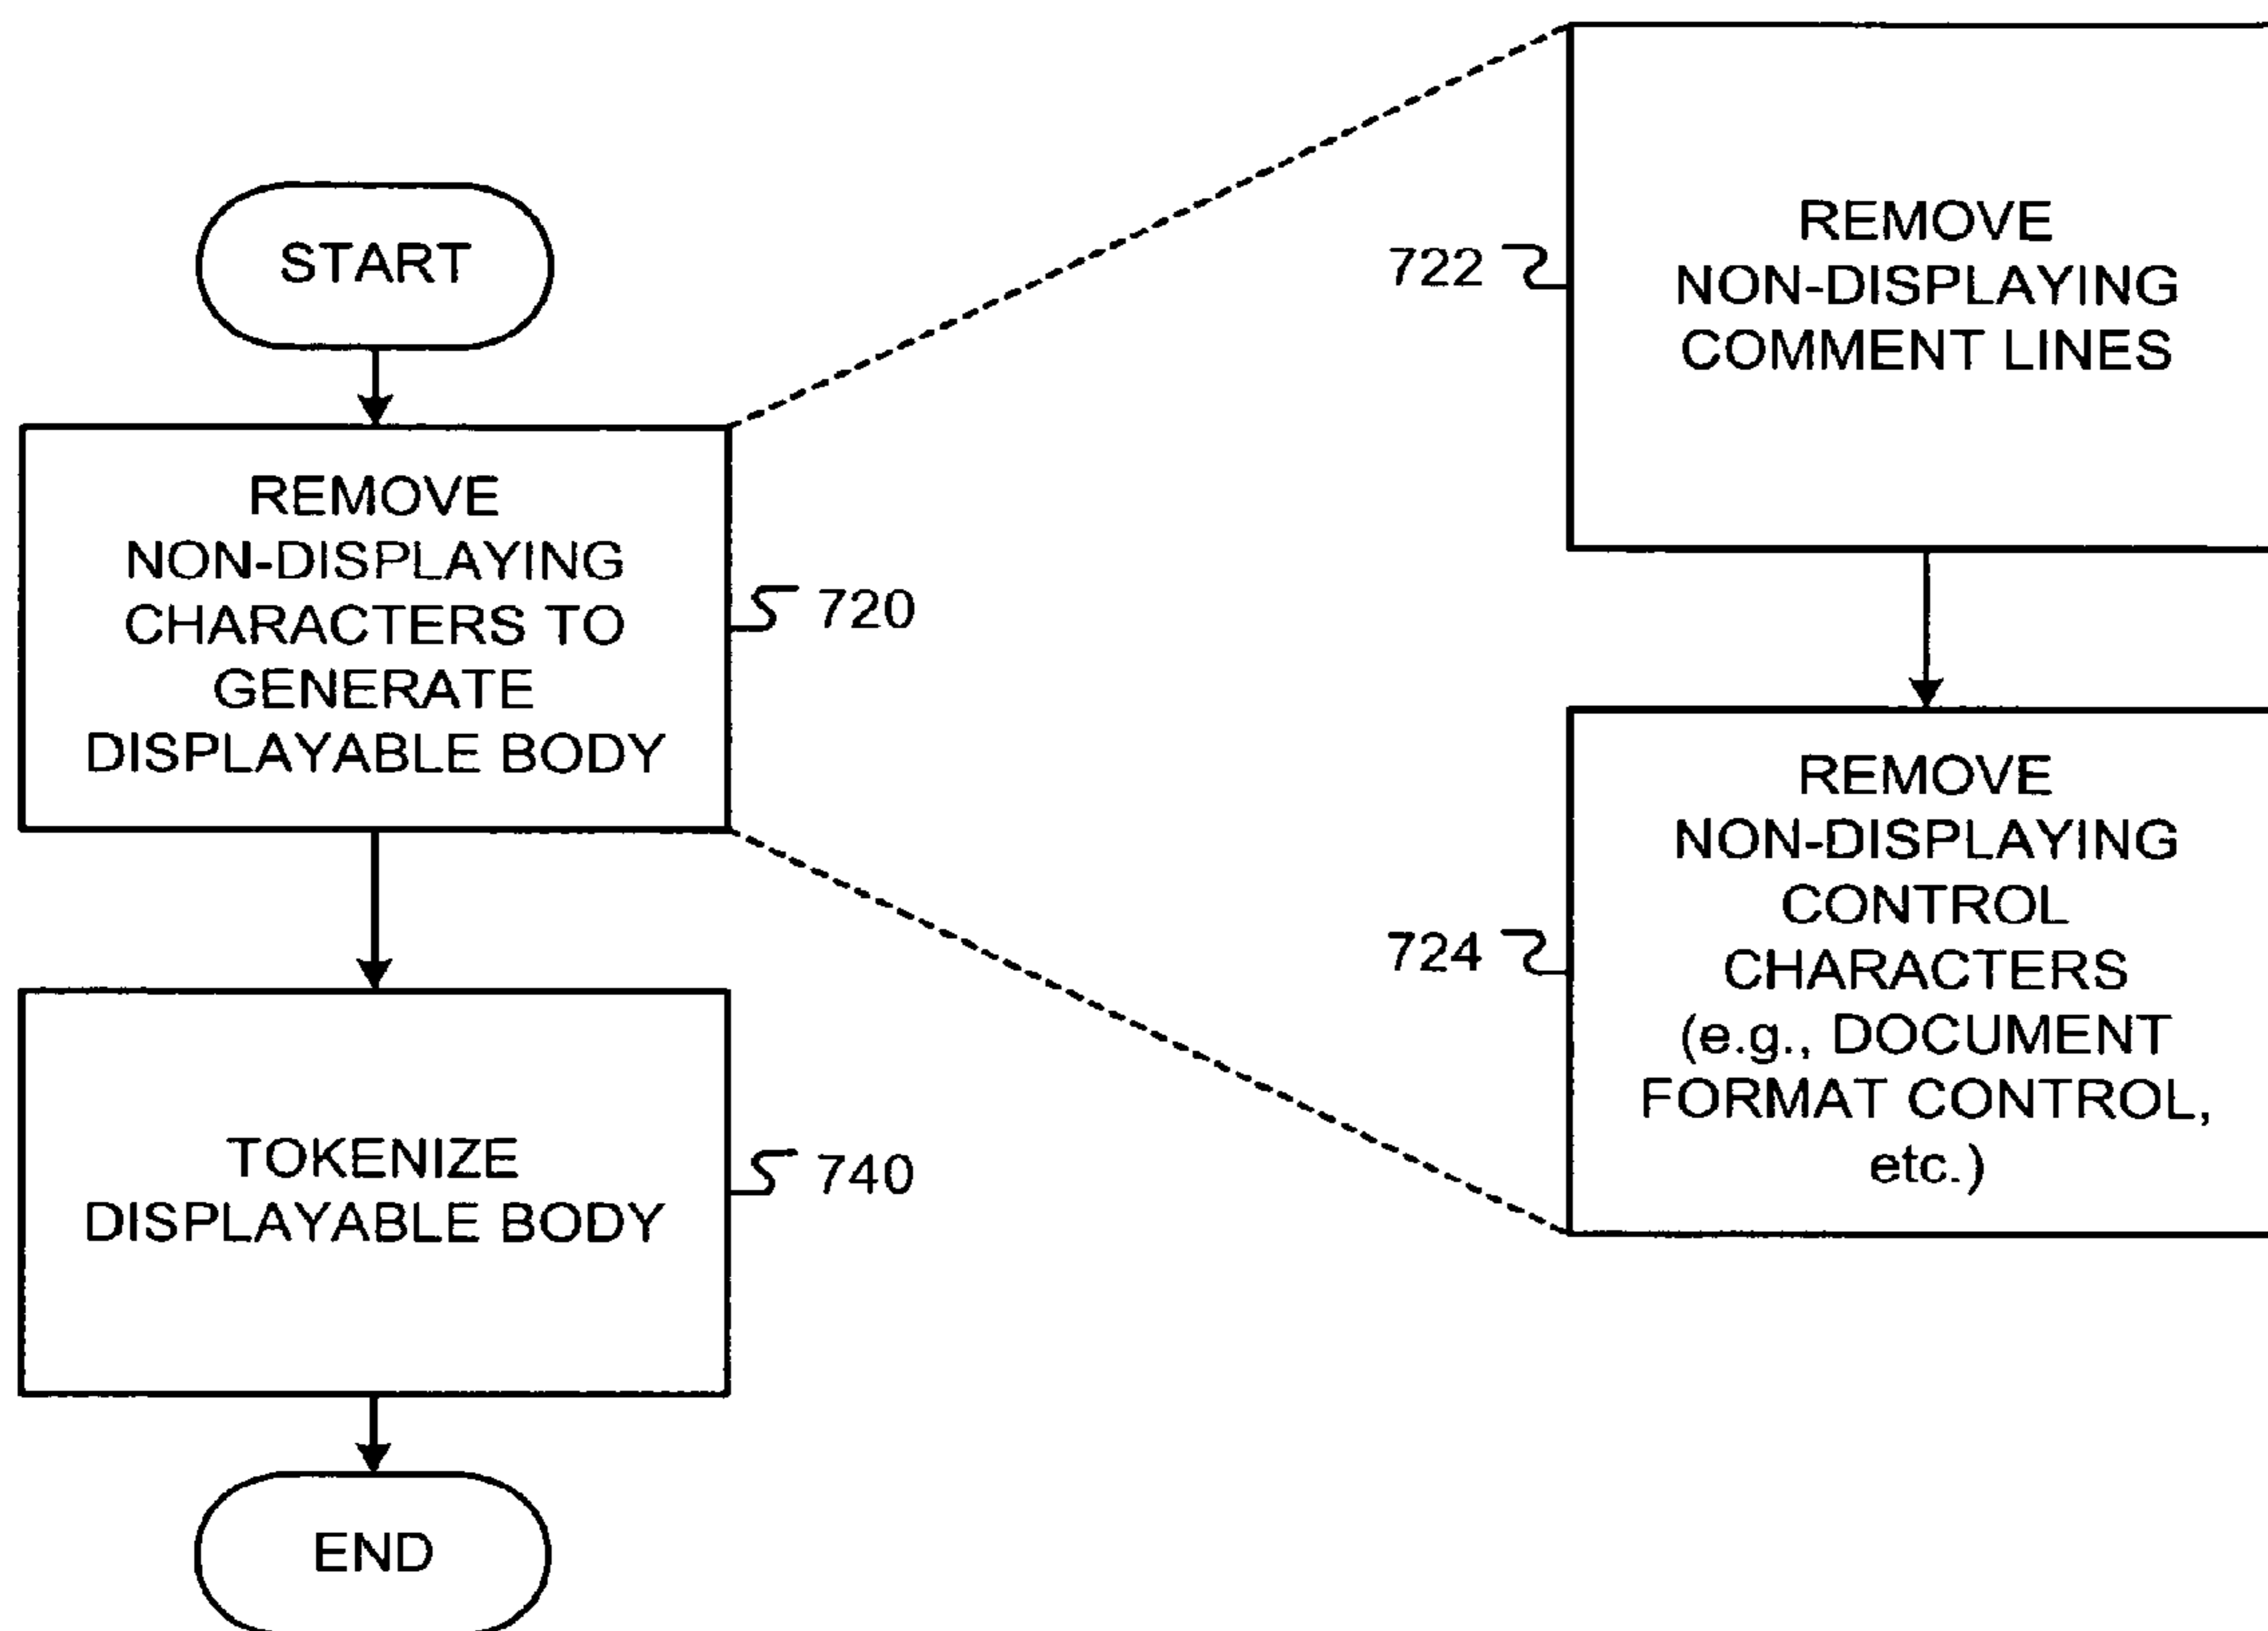 START
REMOVE
NON-DISPLAYING
CHARACTERS TO
GENERATE
DISPLAYABLE BODY
720
TOKENIZE
DISPLAYABLE BODY
740
END
722
REMOVE
NON-DISPLAYING
COMMENT LINES
724
REMOVE
NON-DISPLAYING
CONTROL
CHARACTERS
(e.g., DOCUMENT
FORMAT CONTROL,
etc.)